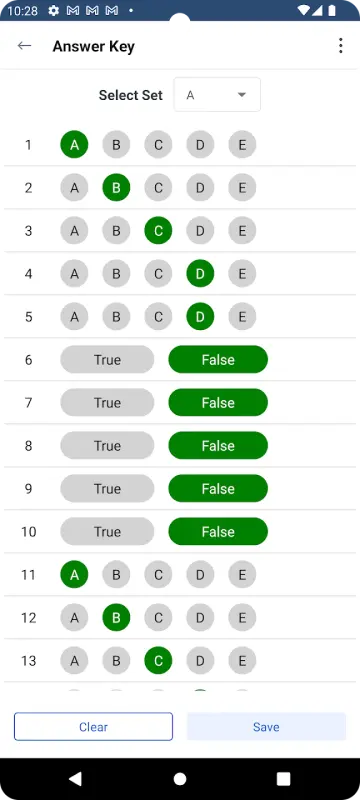 10:28
Answer Key
Select Set A
1 A B C D E
2 A B C D E
3 A B C D E
4 A B C D E
5 A B C D E
6 True False
7 True False
8 True False
9 True False
10 True False
11 A B C D E
12 A B C D E
13 A B C D E
Clear Save